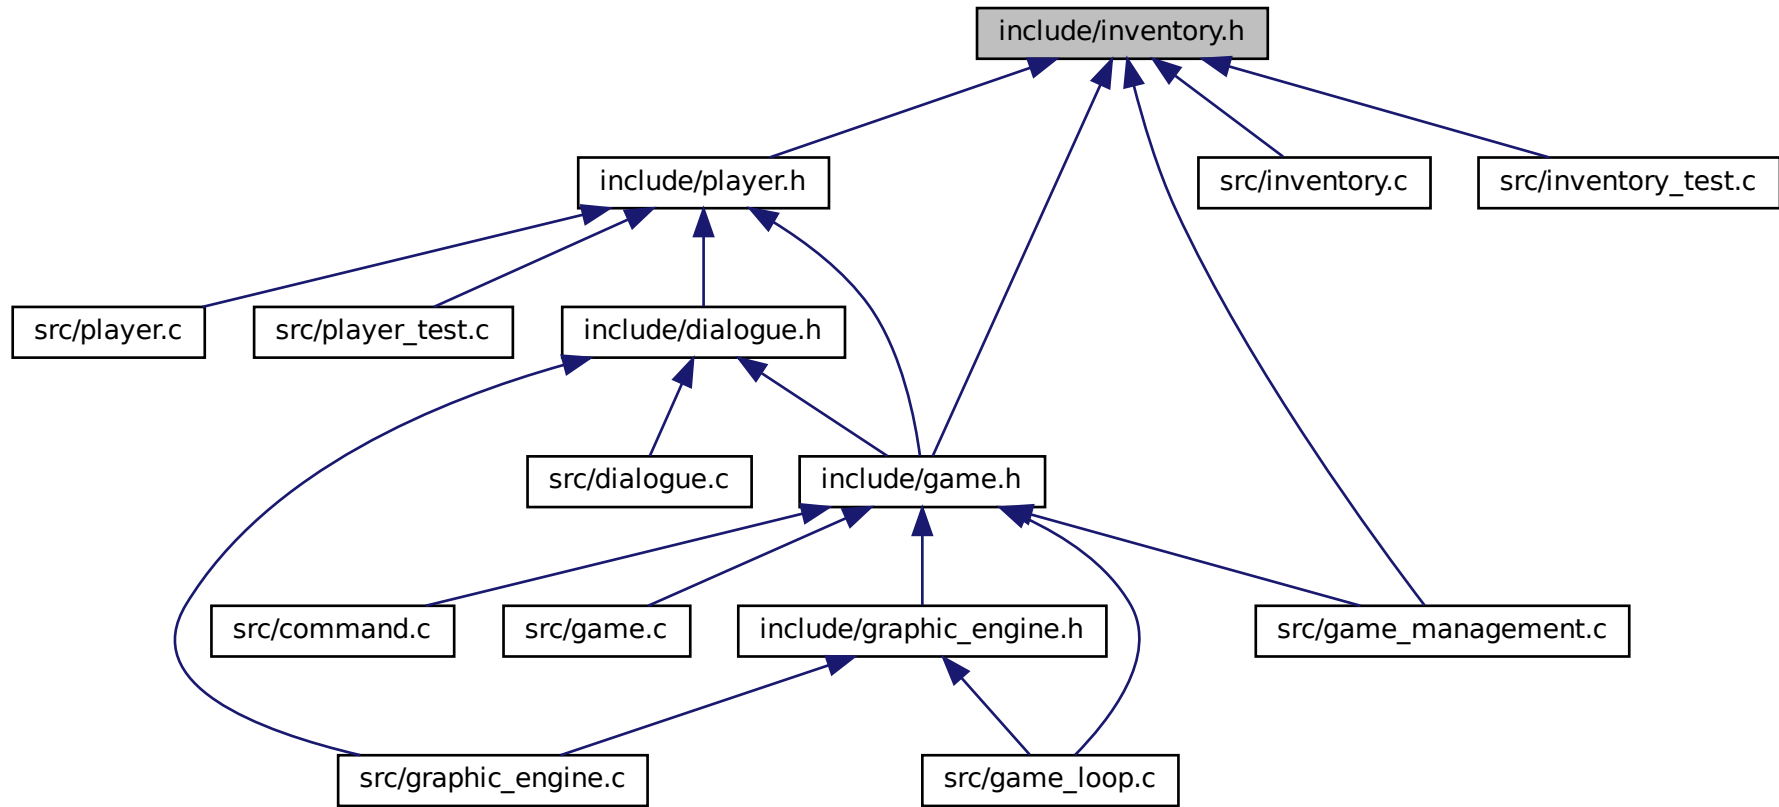 include/inventory.h
include/player.h
src/inventory.c
src/inventory_test.c
src/player.c
src/player_test.c
include/dialogue.h
src/dialogue.c
include/game.h
src/command.c
src/game.c
include/graphic_engine.h
src/game_management.c
src/graphic_engine.c
src/game_loop.c